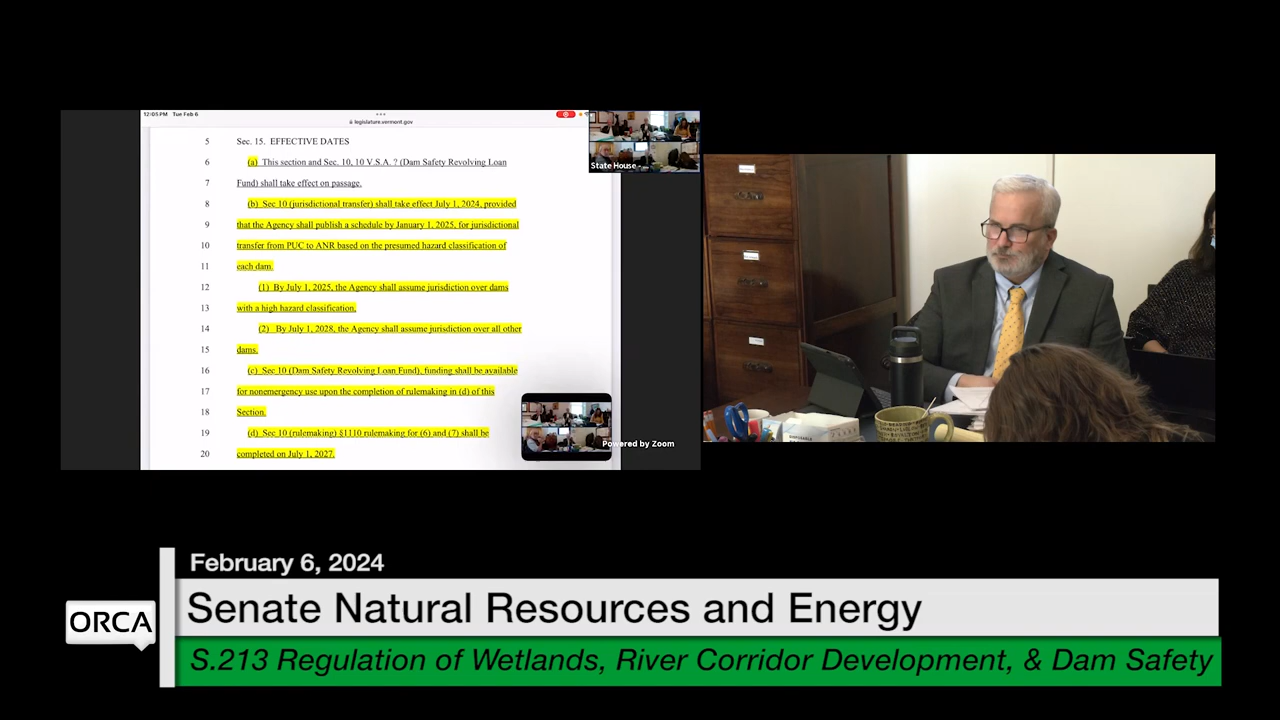 12:05 PM Tue Feb 6
legislature.vermont.gov
5 Sec. 15. EFFECTIVE DATES
6 (a) This section and Sec. 10, 10 V.S.A. ? (Dam Safety Revolving Loan
7 Fund) shall take effect on passage.
8 (b) Sec 10 (jurisdictional transfer) shall take effect July 1, 2024, provided
9 that the Agency shall publish a schedule by January 1, 2025, for jurisdictional
10 transfer from PUC to ANR based on the presumed hazard classification of
11 each dam.
12 (1) By July 1, 2025, the Agency shall assume jurisdiction over dams
13 with a high hazard classification,
14 (2) By July 1, 2028, the Agency shall assume jurisdiction over all other
15 dams.
16 (c) Sec 10 (Dam Safety Revolving Loan Fund), funding shall be available
17 for nonemergency use upon the completion of rulemaking in (d) of this
18 Section.
19 (d) Sec 10 (rulemaking) §1110 rulemaking for (6) and (7) shall be
20 completed on July 1, 2027.
State House -
Powered by Zoom
February 6, 2024
ORCA
Senate Natural Resources and Energy
S.213 Regulation of Wetlands, River Corridor Development, & Dam Safety